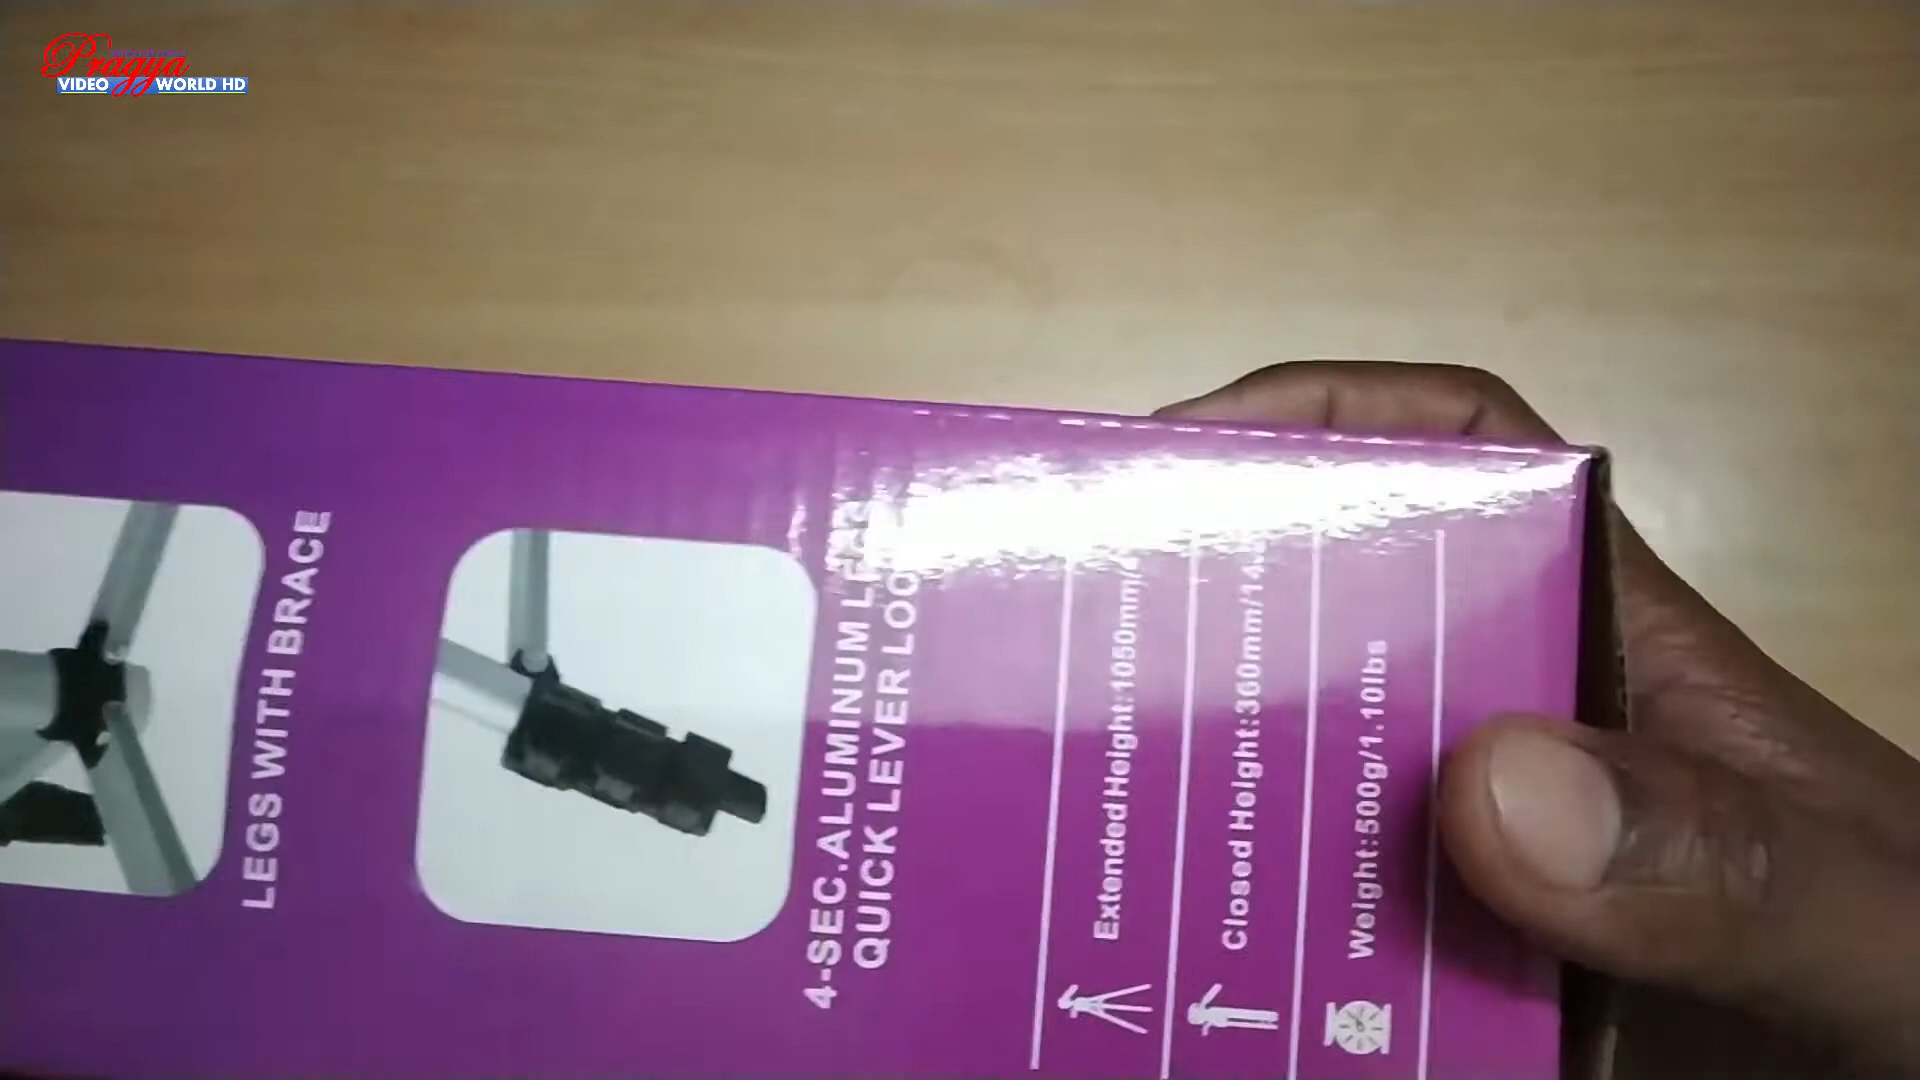 Pragya
VIDEO WORLD HD
LEGS WITH BRACE
4-SEC.ALUMINUM LEGS
QUICK LEVER
Extended Height:1050mm/
Closed Height:360mm/14
Weight:500g/1.10lbs